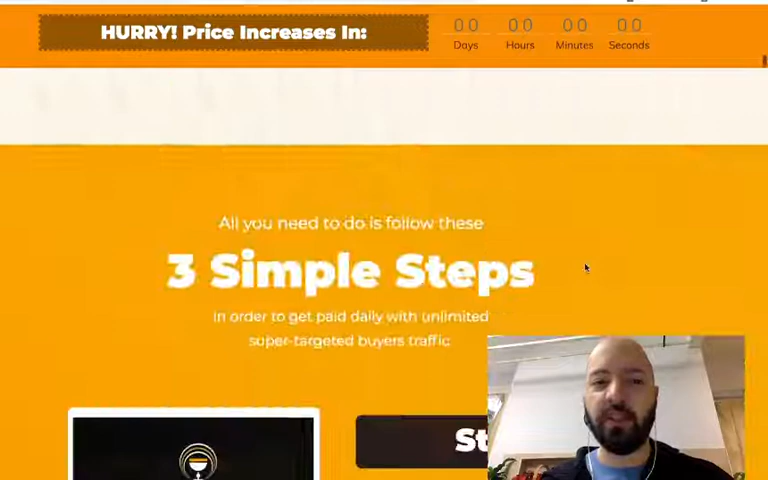 HURRY! Price Increases In:
00 00 00 00
Days Hours Minutes Seconds
All you need to do is follow these
3 Simple Steps
in order to get paid daily with unlimited
super-targeted buyers traffic
St